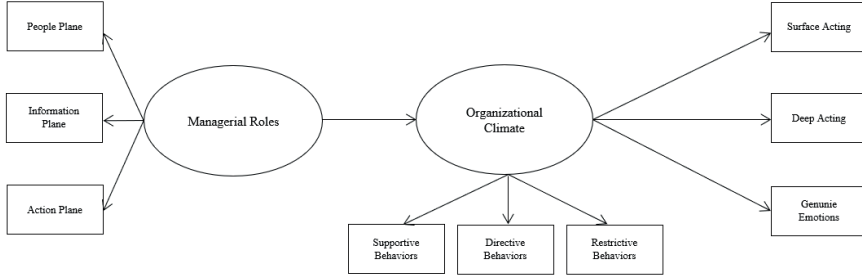 People Plane
Information
Plane
Action Plane
Managerial Roles
Organizational
Climate
Supportive
Behaviors
Directive
Behaviors
Restrictive
Behaviors
Surface Acting
Deep Acting
Genunie
Emotions